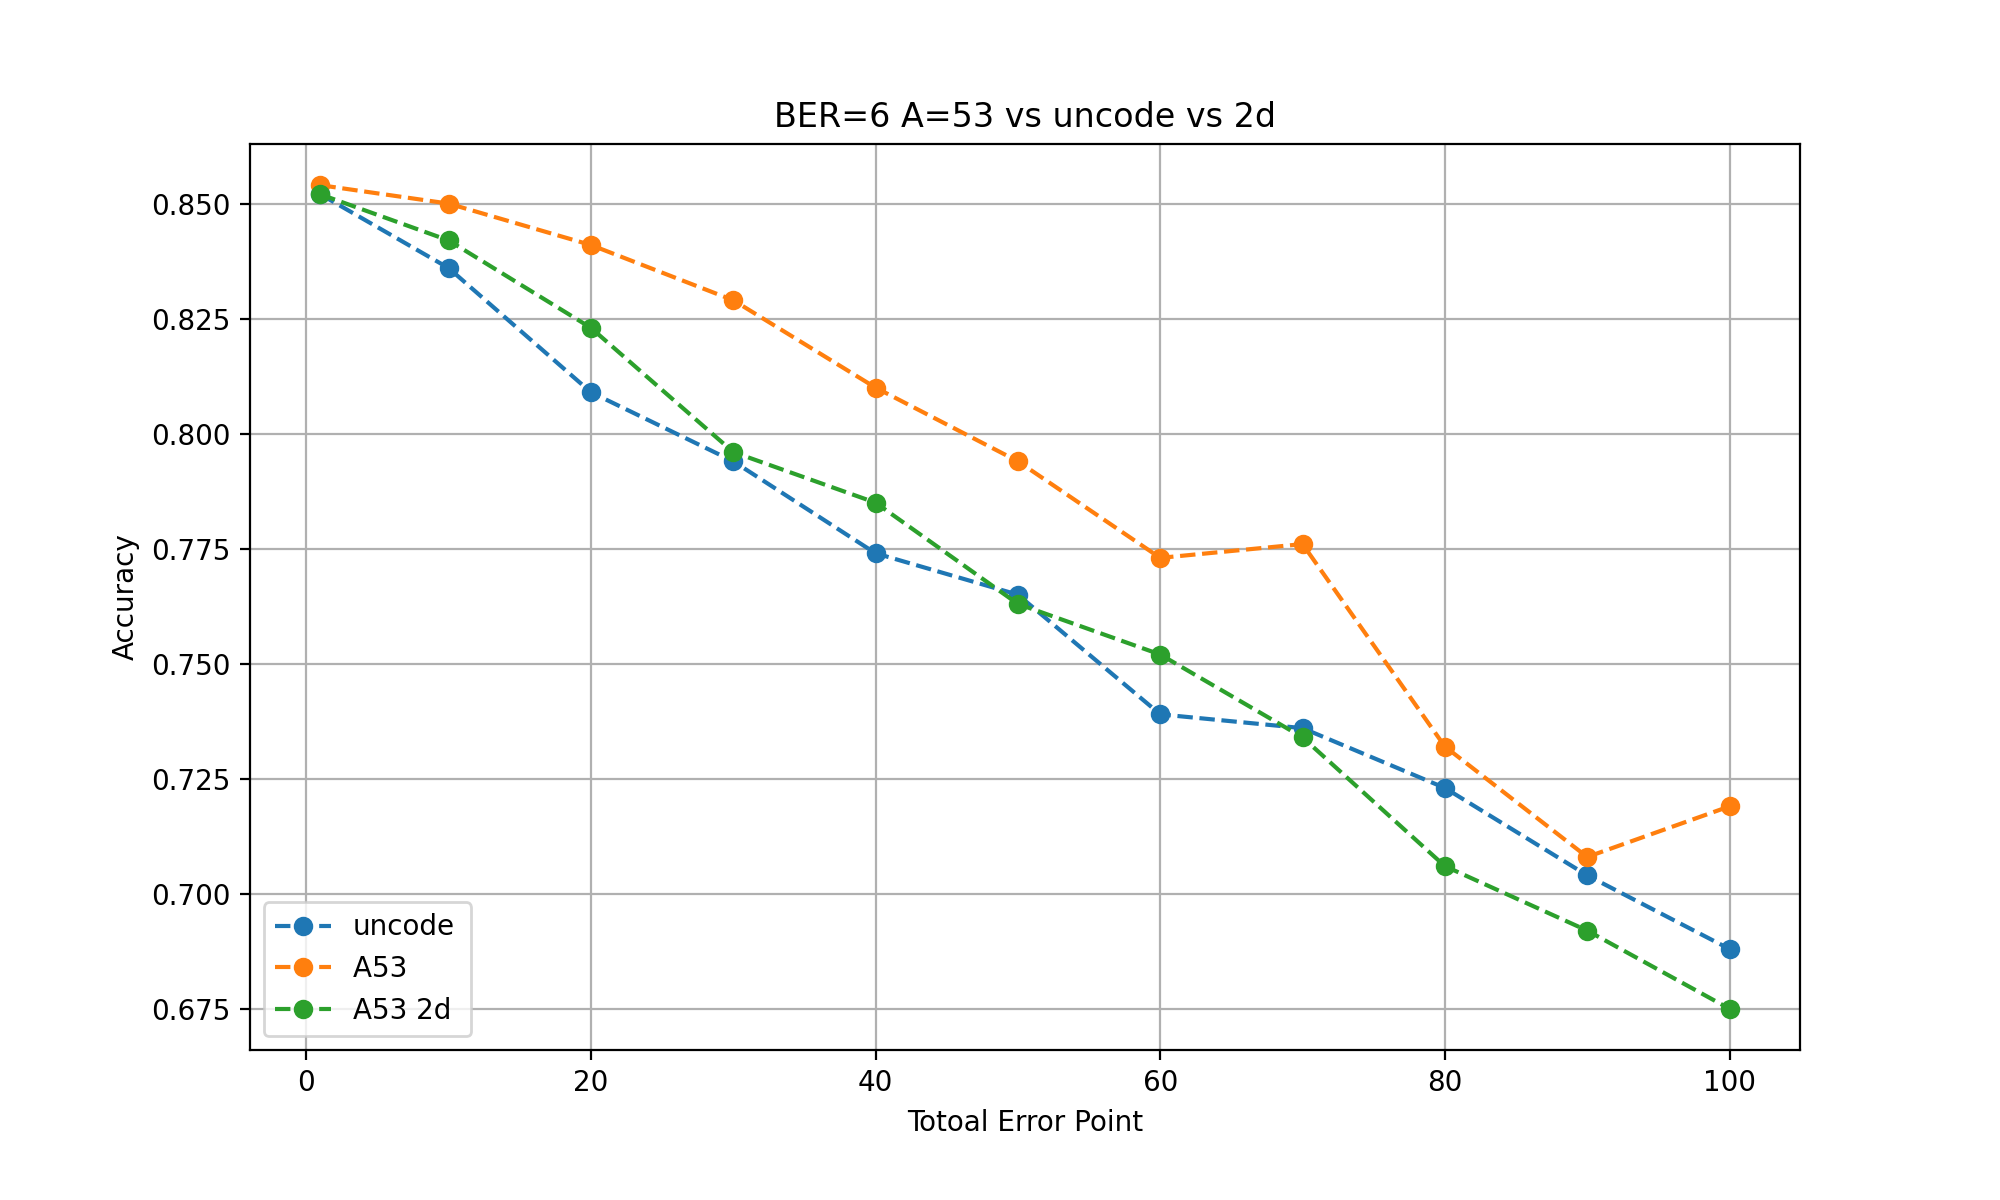 BER=6 A=53 vs uncode vs 2d
0.850
0.825
0.800
0.775
0.750
0.725
0.700
0.675
Accuracy
uncode
A53
A53 2d
0 20 40 60 80 100
Totoal Error Point